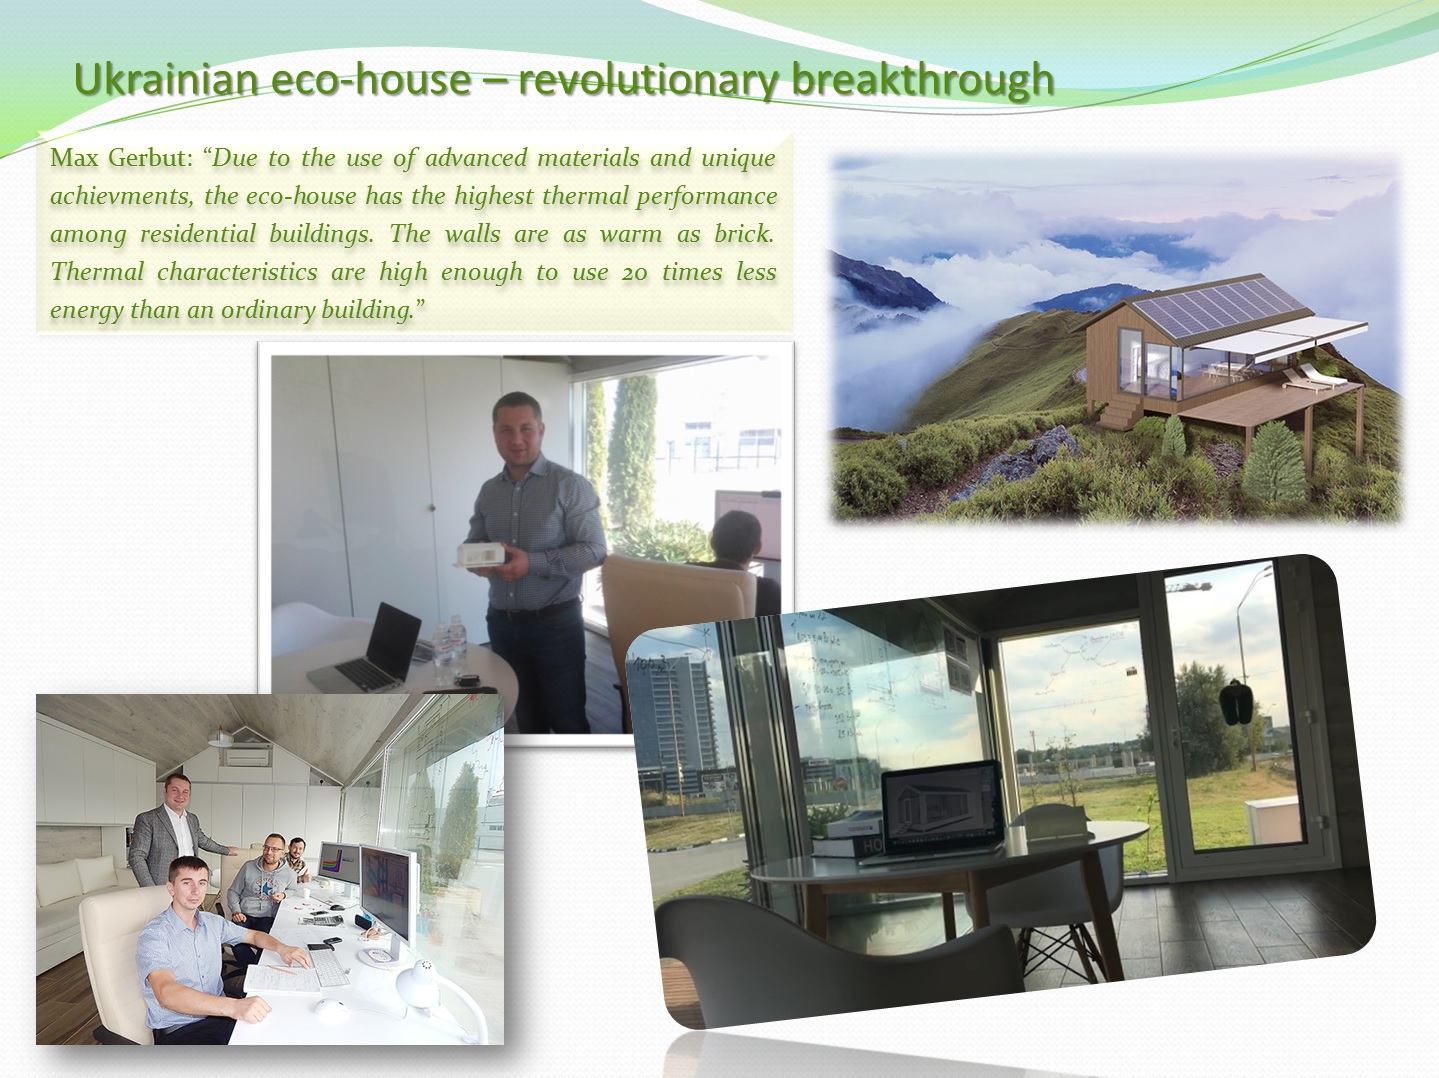 Ukrainian eco-house – revolutionary breakthrough
Max Gerbut: “Due to the use of advanced materials and unique
achievments, the eco-house has the highest thermal performance
among residential buildings. The walls are as warm as brick.
Thermal characteristics are high enough to use 20 times less
energy than an ordinary building.”
HO